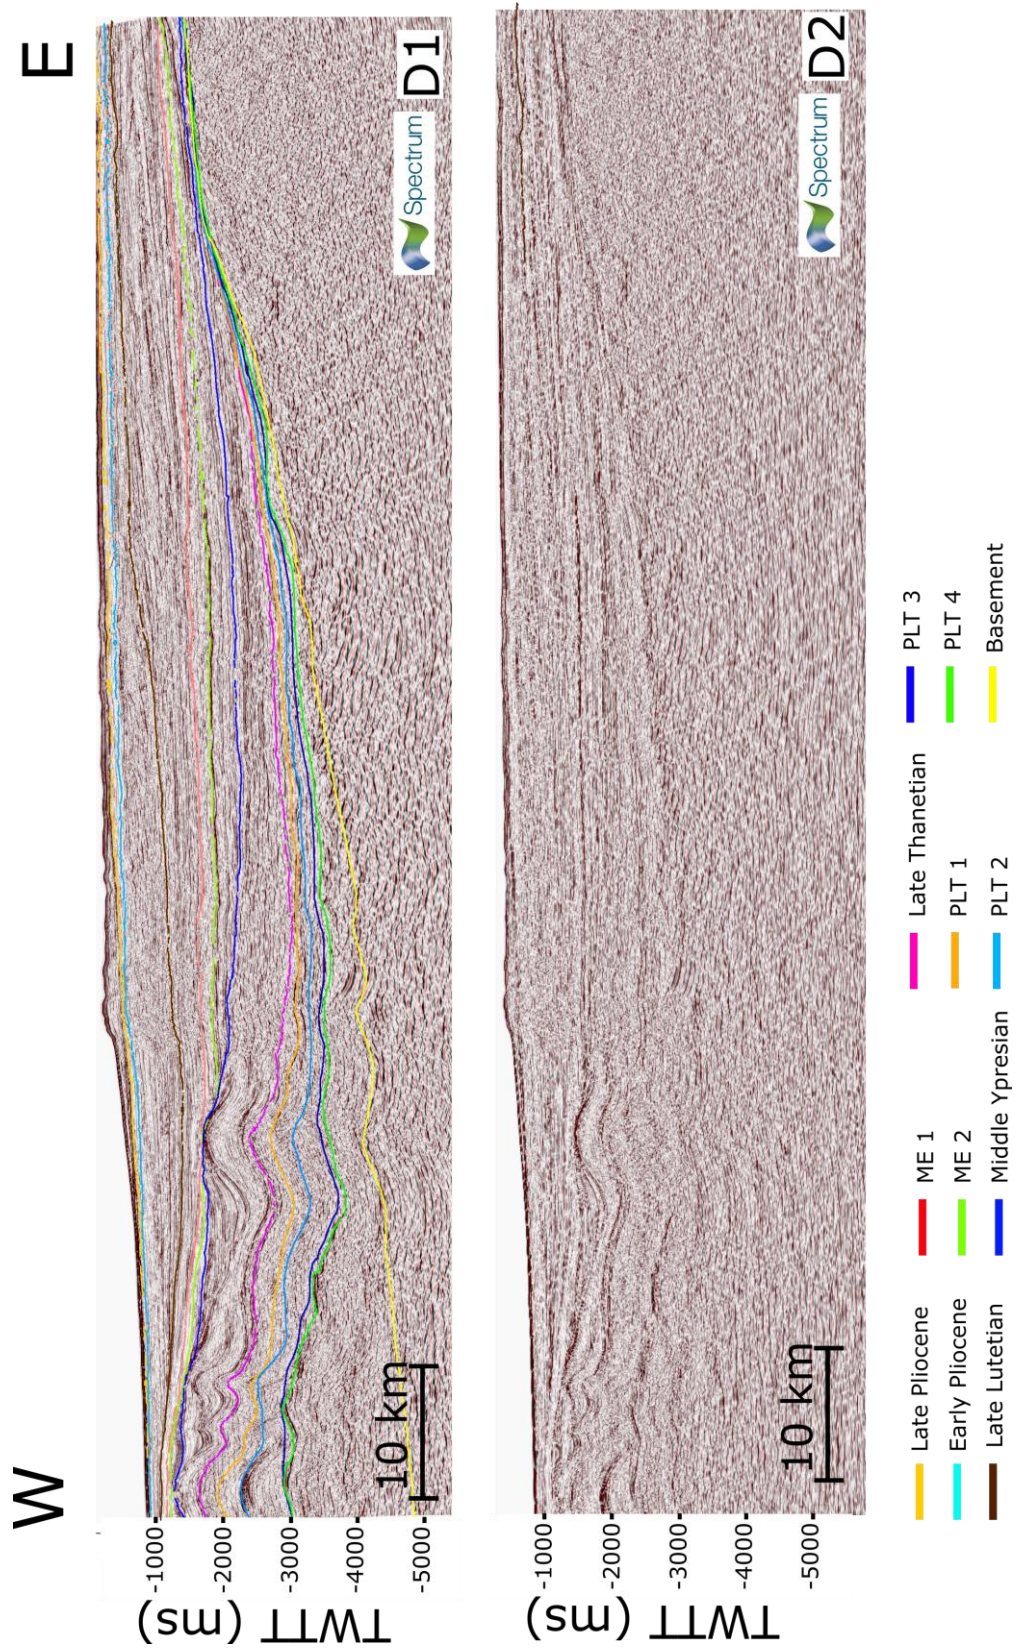 W
E
TWTT (ms)
-1000
-2000
-3000
-4000
-5000
10 km
Spectrum
D1
TWTT (ms)
-1000
-2000
-3000
-4000
-5000
10 km
Spectrum
D2
Late Pliocene
ME 1
Late Thanetian
PLT 3
Early Pliocene
ME 2
PLT 1
PLT 4
Late Lutetian
Middle Ypresian
PLT 2
Basement